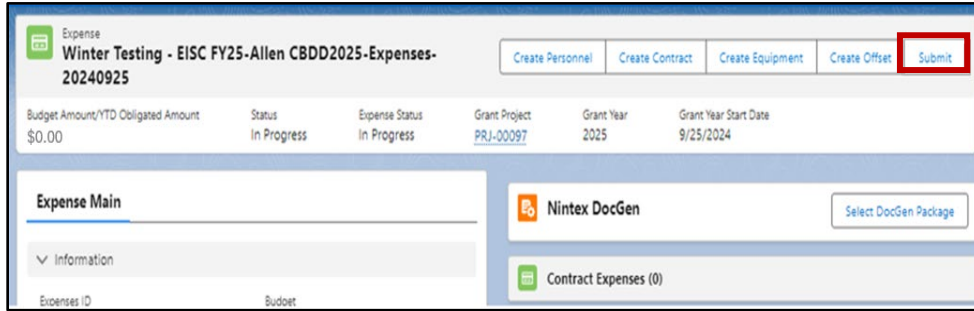 Expense
Winter Testing - EISC FY25-Allen CBDD2025-Expenses-
20240925
Create Personnel Create Contract Create Equipment Create Offset Submit
Budget Amount/YTD Obligated Amount Status Expense Status Grant Project Grant Year Grant Year Start Date
$0.00 In Progress In Progress PRJ-00097 2025 9/25/2024
Expense Main
Nintex DocGen Select DocGen Package
Information
Contract Expenses (0)
Expenses ID Budget